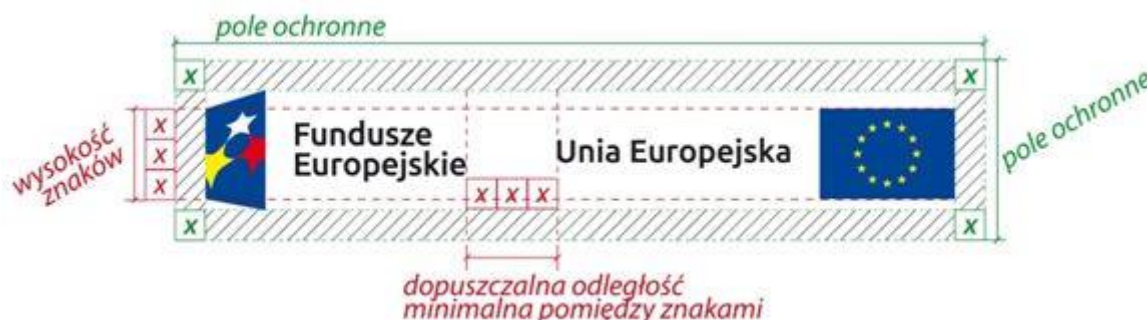 pole ochronne
x
x
wysokość
znaków
x
x
x
Fundusze
Europejskie
x x x
Unia Europejska
pole ochronne
x
x
dopuszczalna odległość
minimalna pomiędzy znakami